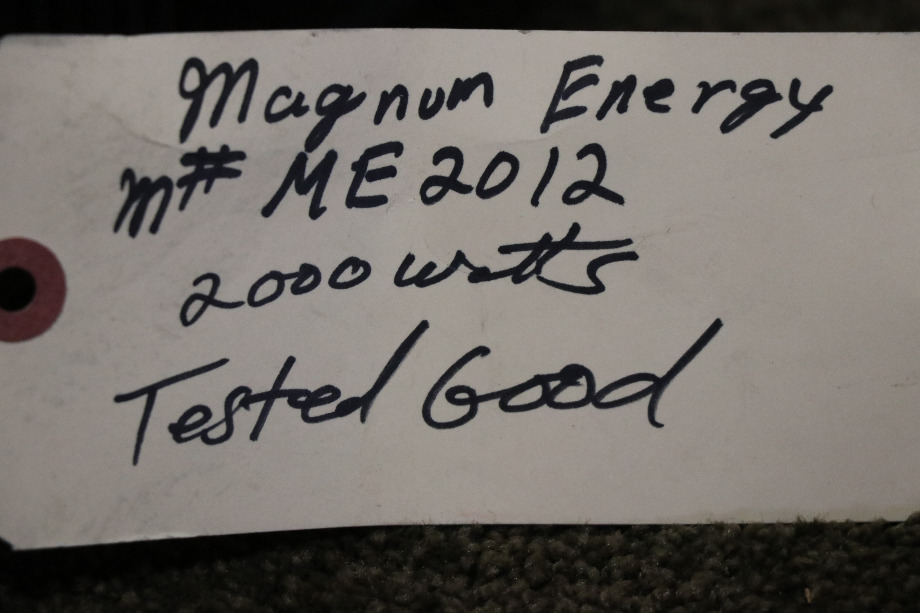 Magnum Energy
m# ME2012
2000 watts
Tested Good